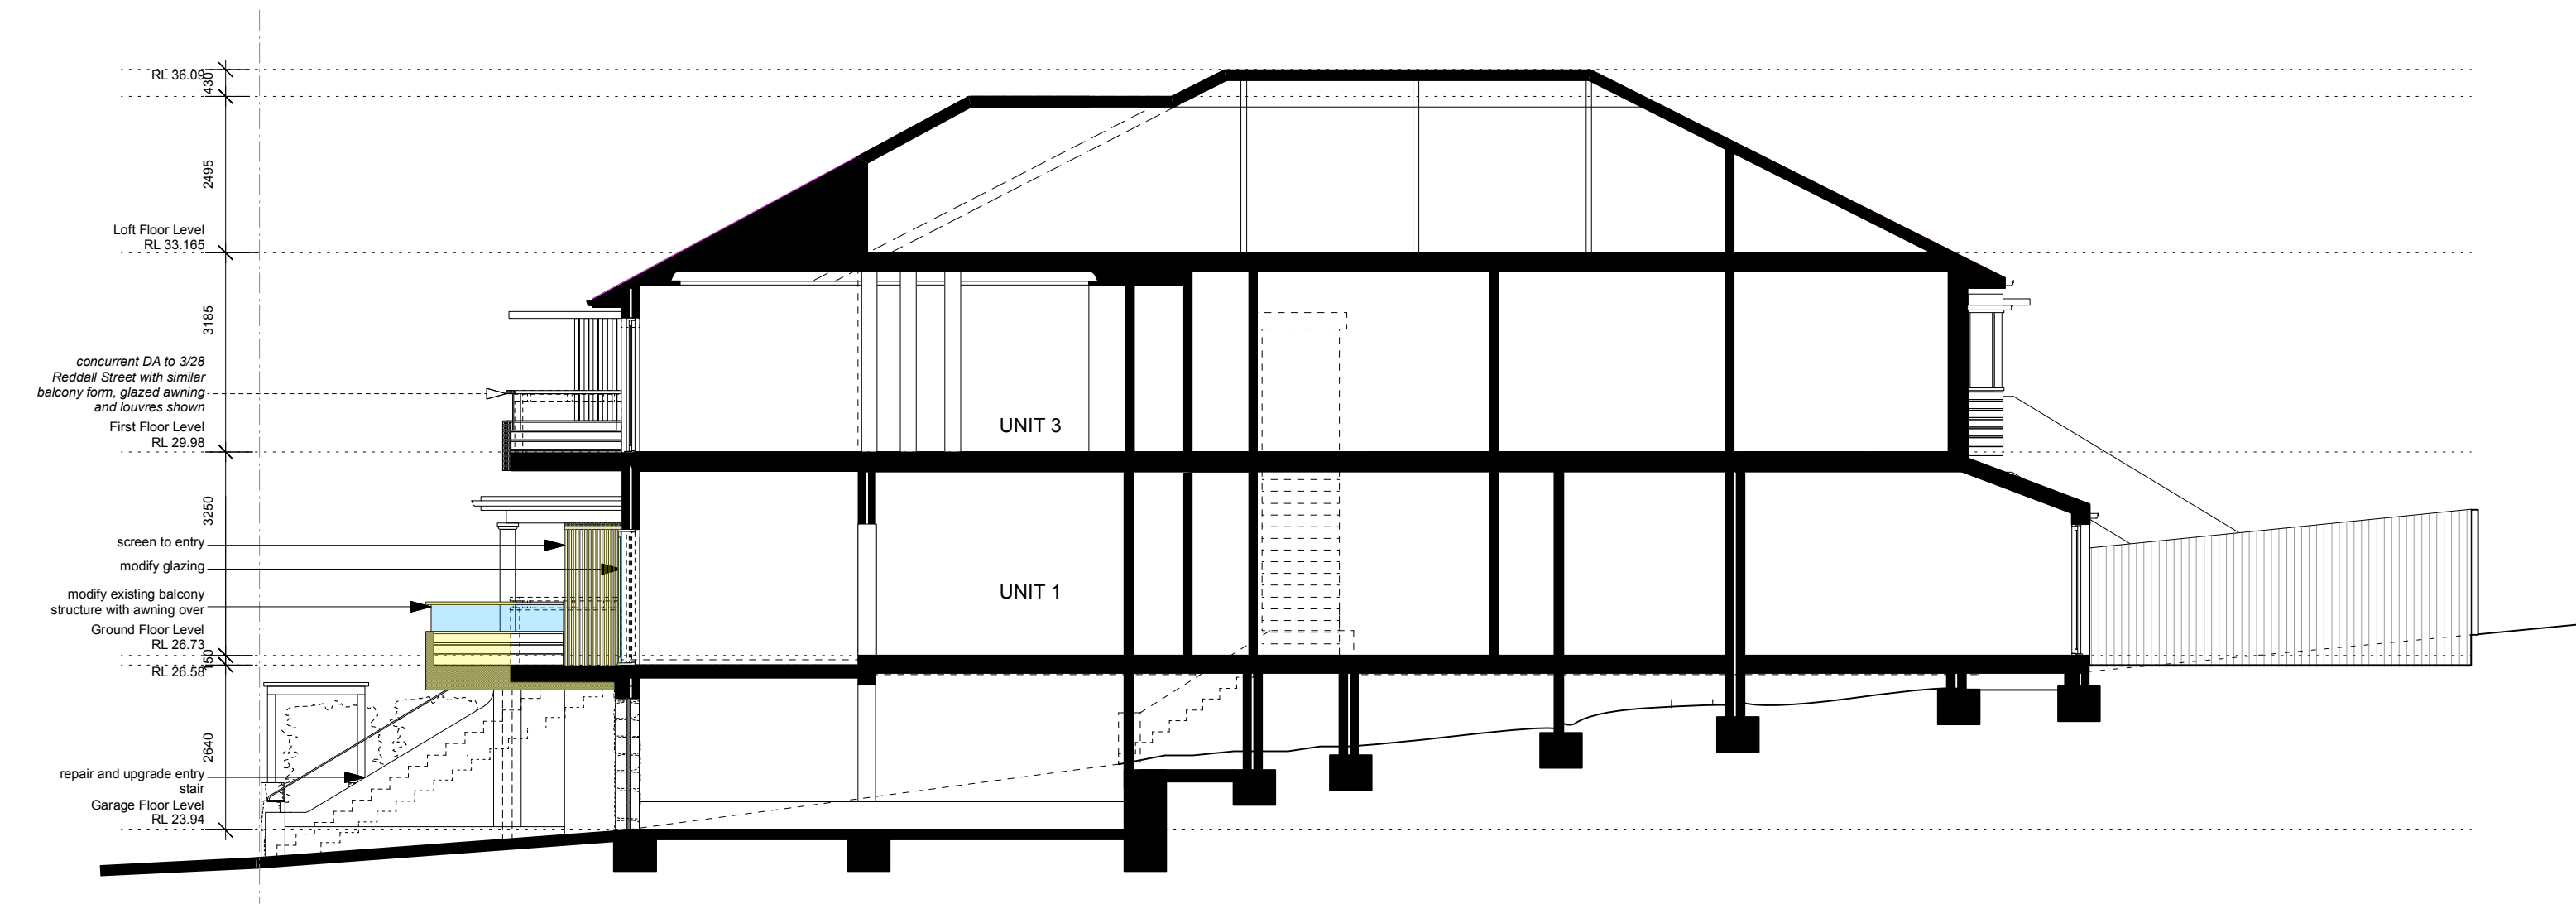 RL 36.09
430
2495
Loft Floor Level
RL 33.165
3185
concurrent DA to 3/28
Reddall Street with similar
balcony form, glazed awning
and louvres shown
First Floor Level
RL 29.98
UNIT 3
3250
screen to entry
modify glazing
modify existing balcony
structure with awning over
UNIT 1
Ground Floor Level
RL 26.73
150
RL 26.58
2640
repair and upgrade entry
stair
Garage Floor Level
RL 23.94